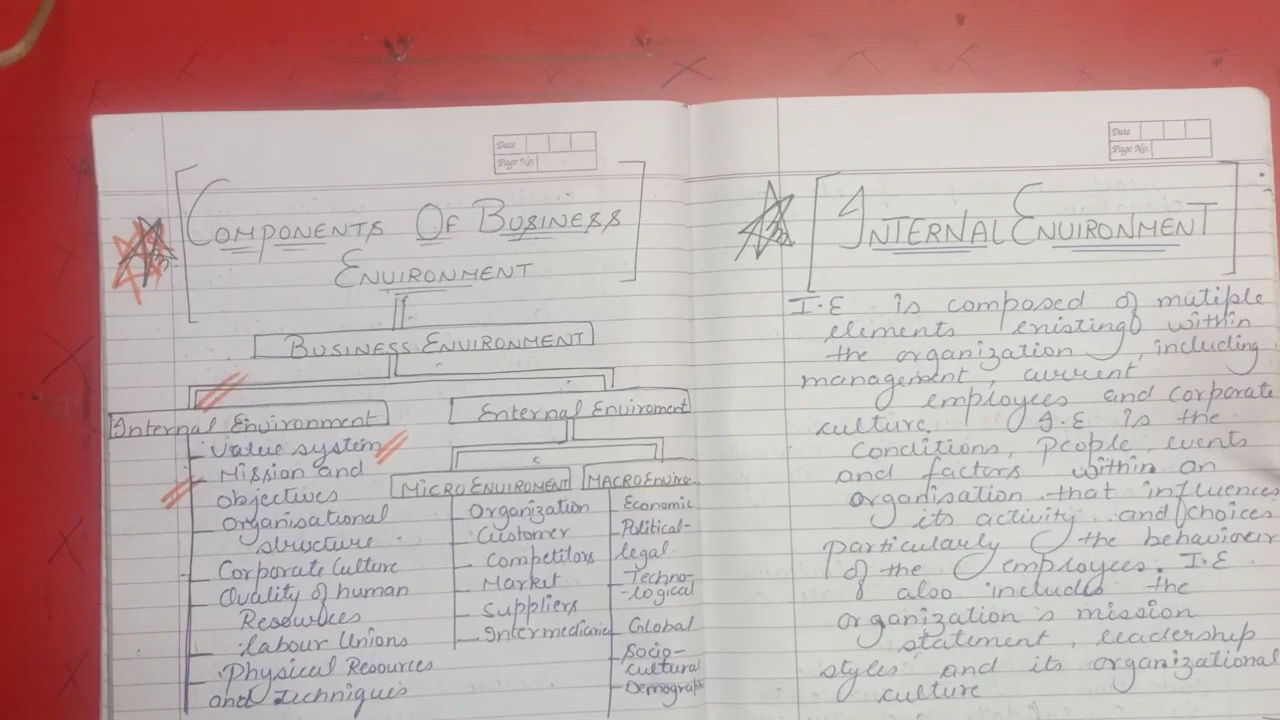 Date
Page No.
COMPONENTS OF BUSINESS
ENVIRONMENT
BUSINESS ENVIRONMENT
Internal Environment
External Enviroment
Value system
Mission and
objectives
Organisational
structure
Corporate Culture
Quality of human
Resources
labour Unions
Physical Resources
and techniques
MICRO ENVIROMENT
Organization
Customer
Competitors
Market
Suppliers
Intermediaries
MACRO Enviro
Economic
Political-
legal
Techno-
-logical
Global
Socio-
cultural
Demograph
Date
Page No.
INTERNAL ENVIRONMENT
I.E is composed of mutiple
elements existing within
the organization, including
management, current
employees and corporate
culture. I.E is the
Conditions, People, events
and factors within an
organisation that influences
its activity and choices
particularly the behaviour
of the employees. I.E
also includes the
organization's mission
statement, leadership
styles and its organizational
culture